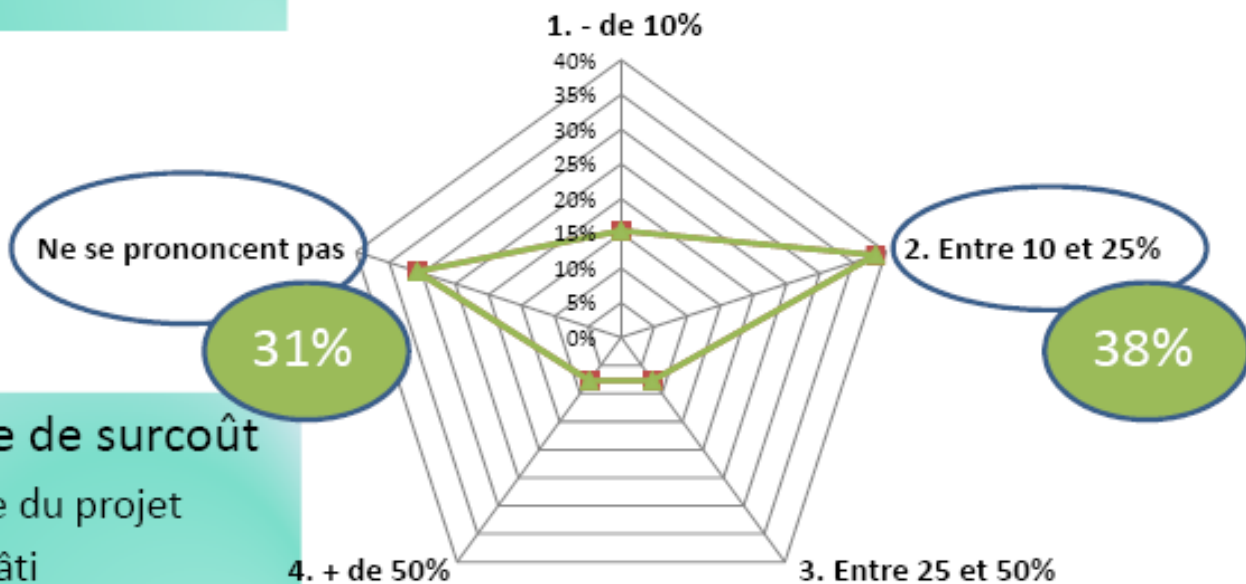 1. - de 10%
40%
35%
30%
25%
20%
15%
10%
5%
0%
Ne se prononcent pas
31%
2. Entre 10 et 25%
38%
de surcoût
du projet
4. + de 50%
3. Entre 25 et 50%